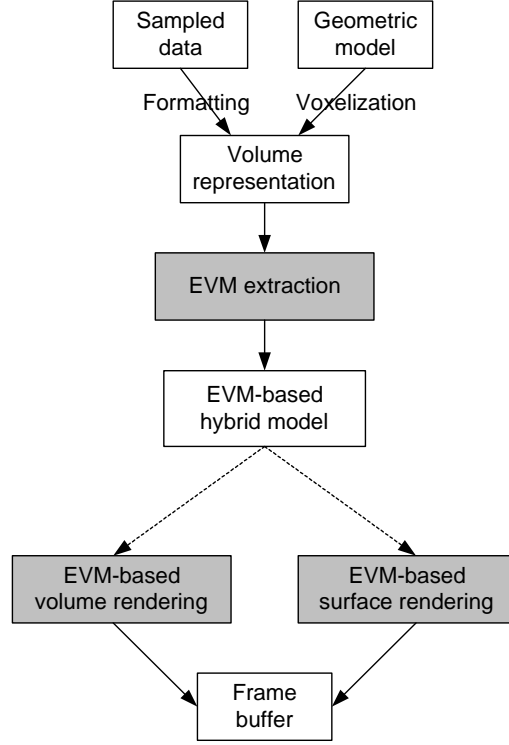 Sampled
data
Geometric
model
Formatting
Voxelization
Volume
representation
EVM extraction
EVM-based
hybrid model
EVM-based
volume rendering
EVM-based
surface rendering
Frame
buffer